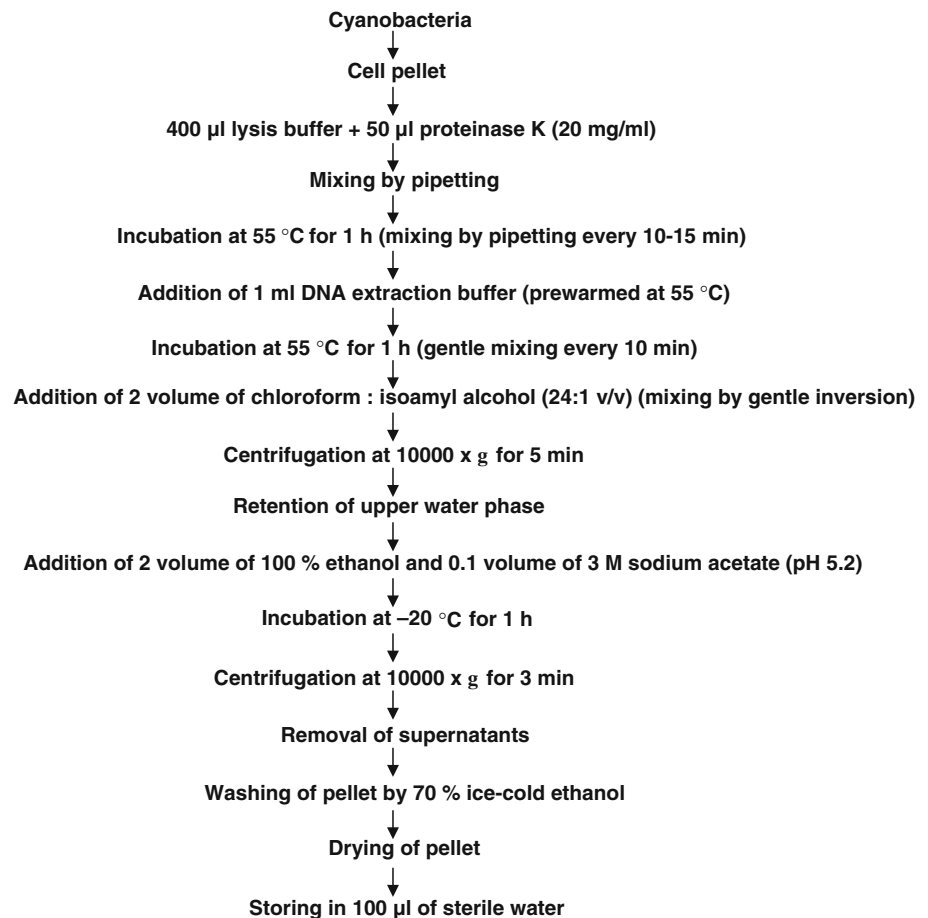 Cyanobacteria
Cell pellet
400 µl lysis buffer + 50 µl proteinase K (20 mg/ml)
Mixing by pipetting
Incubation at 55 °C for 1 h (mixing by pipetting every 10-15 min)
Addition of 1 ml DNA extraction buffer (prewarmed at 55 °C)
Incubation at 55 °C for 1 h (gentle mixing every 10 min)
Addition of 2 volume of chloroform : isoamyl alcohol (24:1 v/v) (mixing by gentle inversion)
Centrifugation at 10000 x g for 5 min
Retention of upper water phase
Addition of 2 volume of 100 % ethanol and 0.1 volume of 3 M sodium acetate (pH 5.2)
Incubation at –20 °C for 1 h
Centrifugation at 10000 x g for 3 min
Removal of supernatants
Washing of pellet by 70 % ice-cold ethanol
Drying of pellet
Storing in 100 µl of sterile water